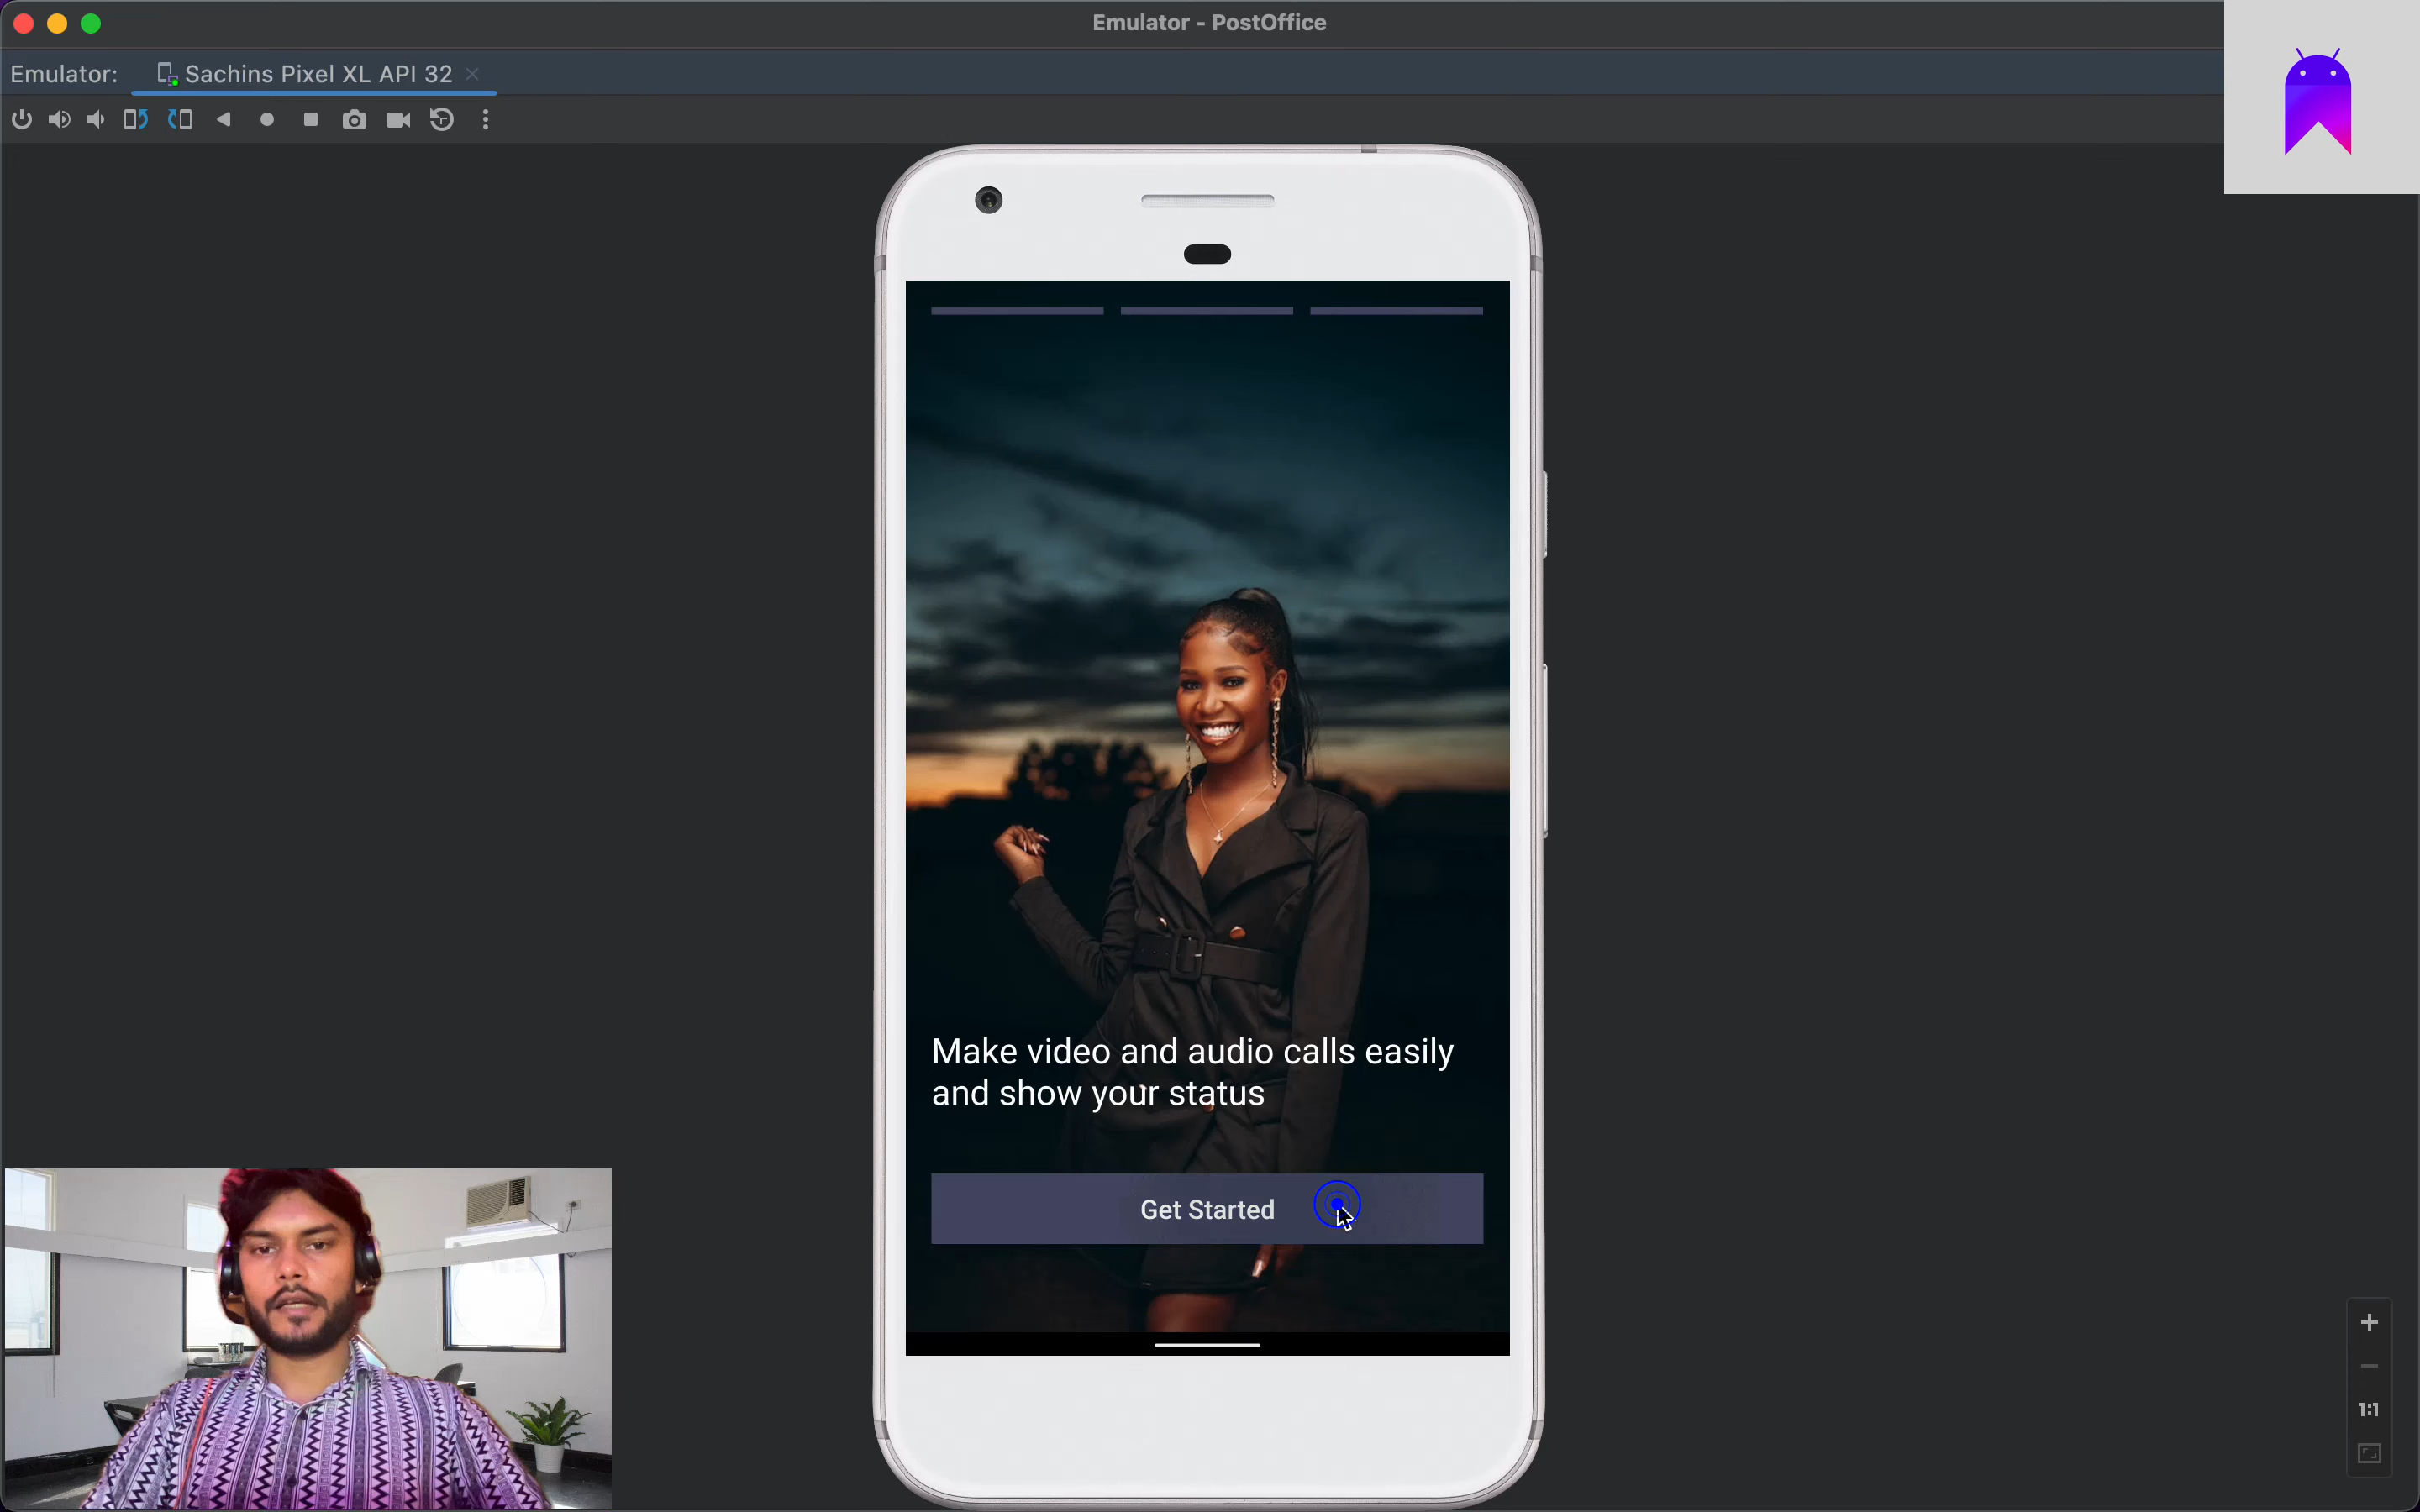 Emulator - PostOffice
Emulator:
Sachins Pixel XL API 32
Make video and audio calls easily
and show your status
Get Started
1:1